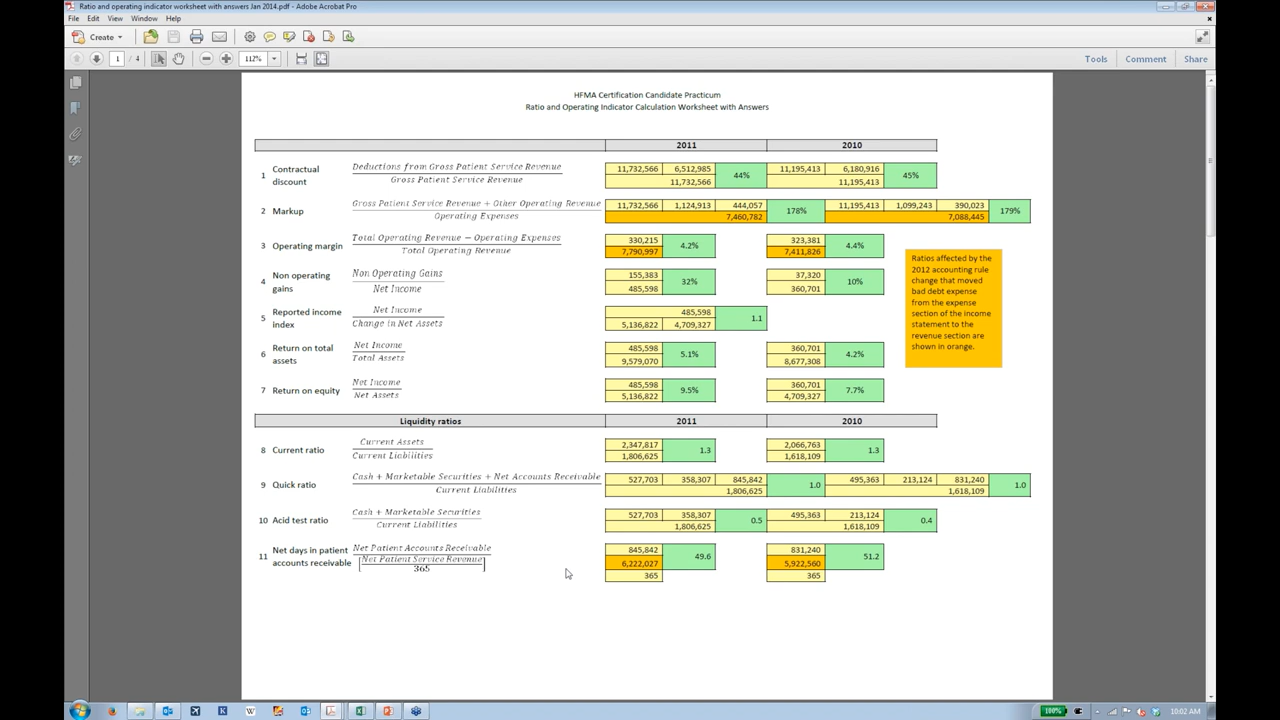 Ratio and operating indicator worksheet with answers Jan 2014.pdf - Adobe Acrobat Pro
File Edit View Window Help
Create
Tools Comment Share
1 / 4 112%
HFMA Certification Candidate Practicum
Ratio and Operating Indicator Calculation Worksheet with Answers
2011 2010
1 Contractual discount Deductions from Gross Patient Service Revenue 11,732,566 6,512,985 44% 11,195,413 6,180,916 45%
Gross Patient Service Revenue 11,732,566 11,195,413
2 Markup Gross Patient Service Revenue + Other Operating Revenue 11,732,566 1,124,913 444,057 178% 11,195,413 1,099,243 390,023 179%
Operating Expenses 7,460,782 7,088,445
3 Operating margin Total Operating Revenue − Operating Expenses 330,215 4.2% 323,381 4.4%
Total Operating Revenue 7,790,997 7,411,826
4 Non operating gains Non Operating Gains 155,383 32% 37,320 10%
Net Income 485,598 360,701
5 Reported income index Net Income 485,598 1.1
Change in Net Assets 5,136,822 4,709,327
6 Return on total assets Net Income 485,598 5.1% 360,701 4.2%
Total Assets 9,579,070 8,677,308
7 Return on equity Net Income 485,598 9.5% 360,701 7.7%
Net Assets 5,136,822 4,709,327
Ratios affected by the
2012 accounting rule
change that moved
bad debt expense
from the expense
section of the income
statement to the
revenue section are
shown in orange.
Liquidity ratios 2011 2010
8 Current ratio Current Assets 2,347,817 1.3 2,066,763 1.3
Current Liabilities 1,806,625 1,618,109
9 Quick ratio Cash + Marketable Securities + Net Accounts Receivable 527,703 358,307 845,842 1.0 495,363 213,124 831,240 1.0
Current Liabilities 1,806,625 1,618,109
10 Acid test ratio Cash + Marketable Securities 527,703 358,307 0.5 495,363 213,124 0.4
Current Liabilities 1,806,625 1,618,109
11 Net days in patient accounts receivable Net Patient Accounts Receivable 845,842 49.6 831,240 51.2
[Net Patient Service Revenue 6,222,027 5,922,560
365] 365 365
100% 10:02 AM